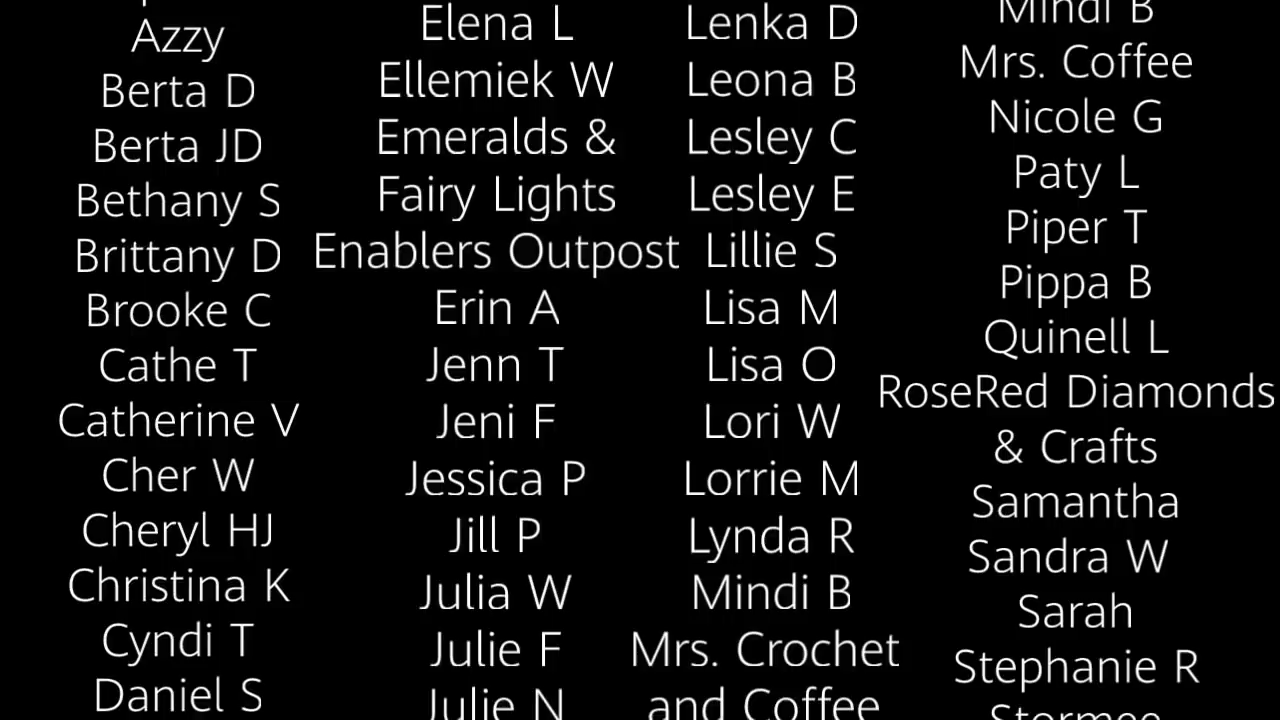 Azzy
Berta D
Berta JD
Bethany S
Brittany D
Brooke C
Cathe T
Catherine V
Cher W
Cheryl HJ
Christina K
Cyndi T
Daniel S
Elena L
Ellemiek W
Emeralds &
Fairy Lights
Enablers Outpost
Erin A
Jenn T
Jeni F
Jessica P
Jill P
Julia W
Julie F
Julie N
Lenka D
Leona B
Lesley C
Lesley E
Lillie S
Lisa M
Lisa O
Lori W
Lorrie M
Lynda R
Mindi B
Mrs. Crochet
and Coffee
Mindi B
Mrs. Coffee
Nicole G
Paty L
Piper T
Pippa B
Quinell L
RoseRed Diamonds
& Crafts
Samantha
Sandra W
Sarah
Stephanie R
Stormee